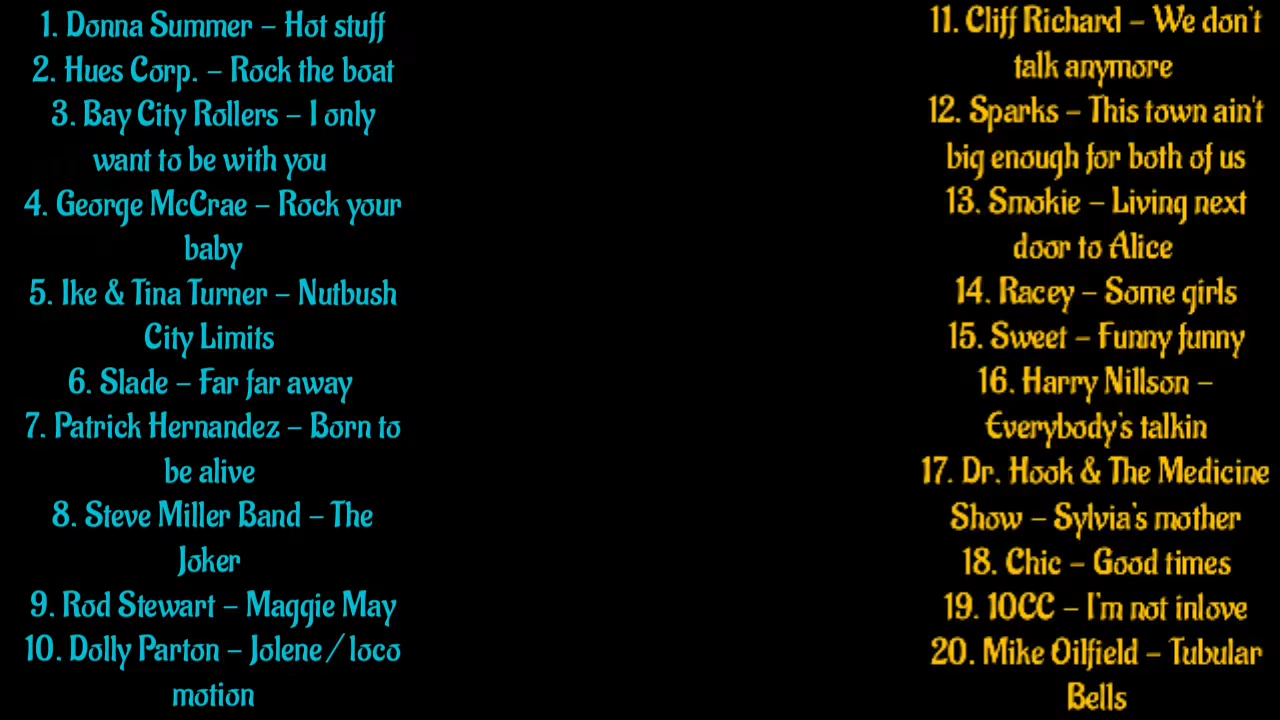 1. Donna Summer – Hot stuff
2. Hues Corp. – Rock the boat
3. Bay City Rollers – I only
want to be with you
4. George McCrae – Rock your
baby
5. Ike & Tina Turner – Nutbush
City Limits
6. Slade – Far far away
7. Patrick Hernandez – Born to
be alive
8. Steve Miller Band – The
Joker
9. Rod Stewart – Maggie May
10. Dolly Parton – Jolene / loco
motion
11. Cliff Richard – We don't
talk anymore
12. Sparks – This town ain't
big enough for both of us
13. Smokie – Living next
door to Alice
14. Racey – Some girls
15. Sweet – Funny funny
16. Harry Nillson –
Everybody's talkin
17. Dr. Hook & The Medicine
Show – Sylvia's mother
18. Chic – Good times
19. 10CC – I'm not inlove
20. Mike Oilfield – Tubular
Bells